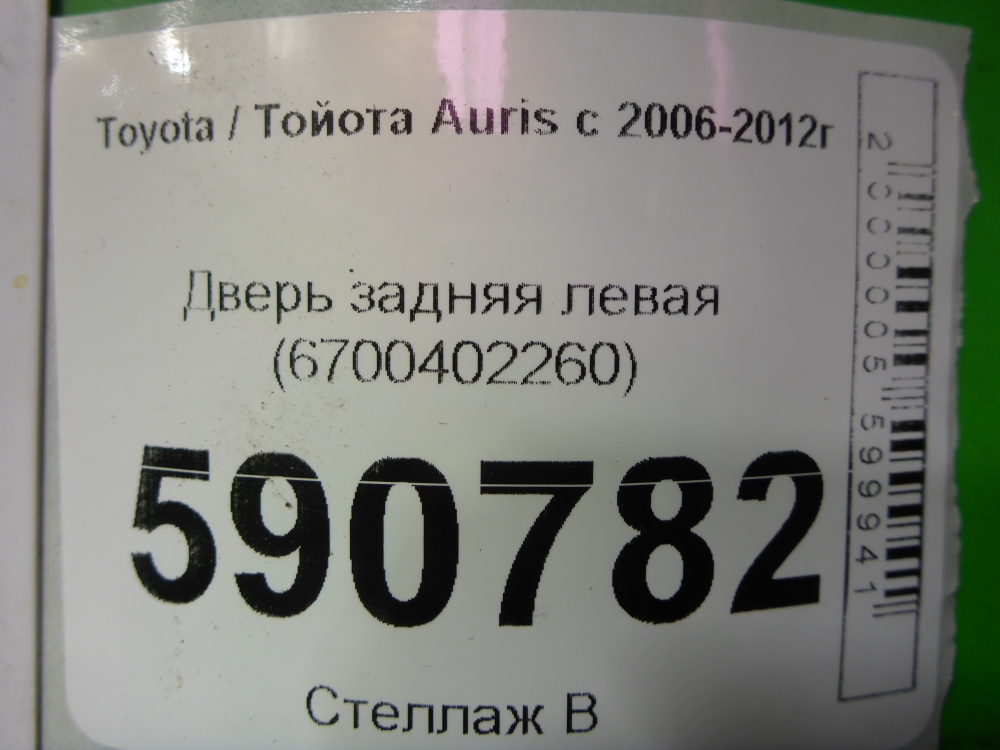 Toyota / Тойота Auris с 2006-2012г
Дверь задняя левая
(6700402260)
590782
Стеллаж В
2000005599941